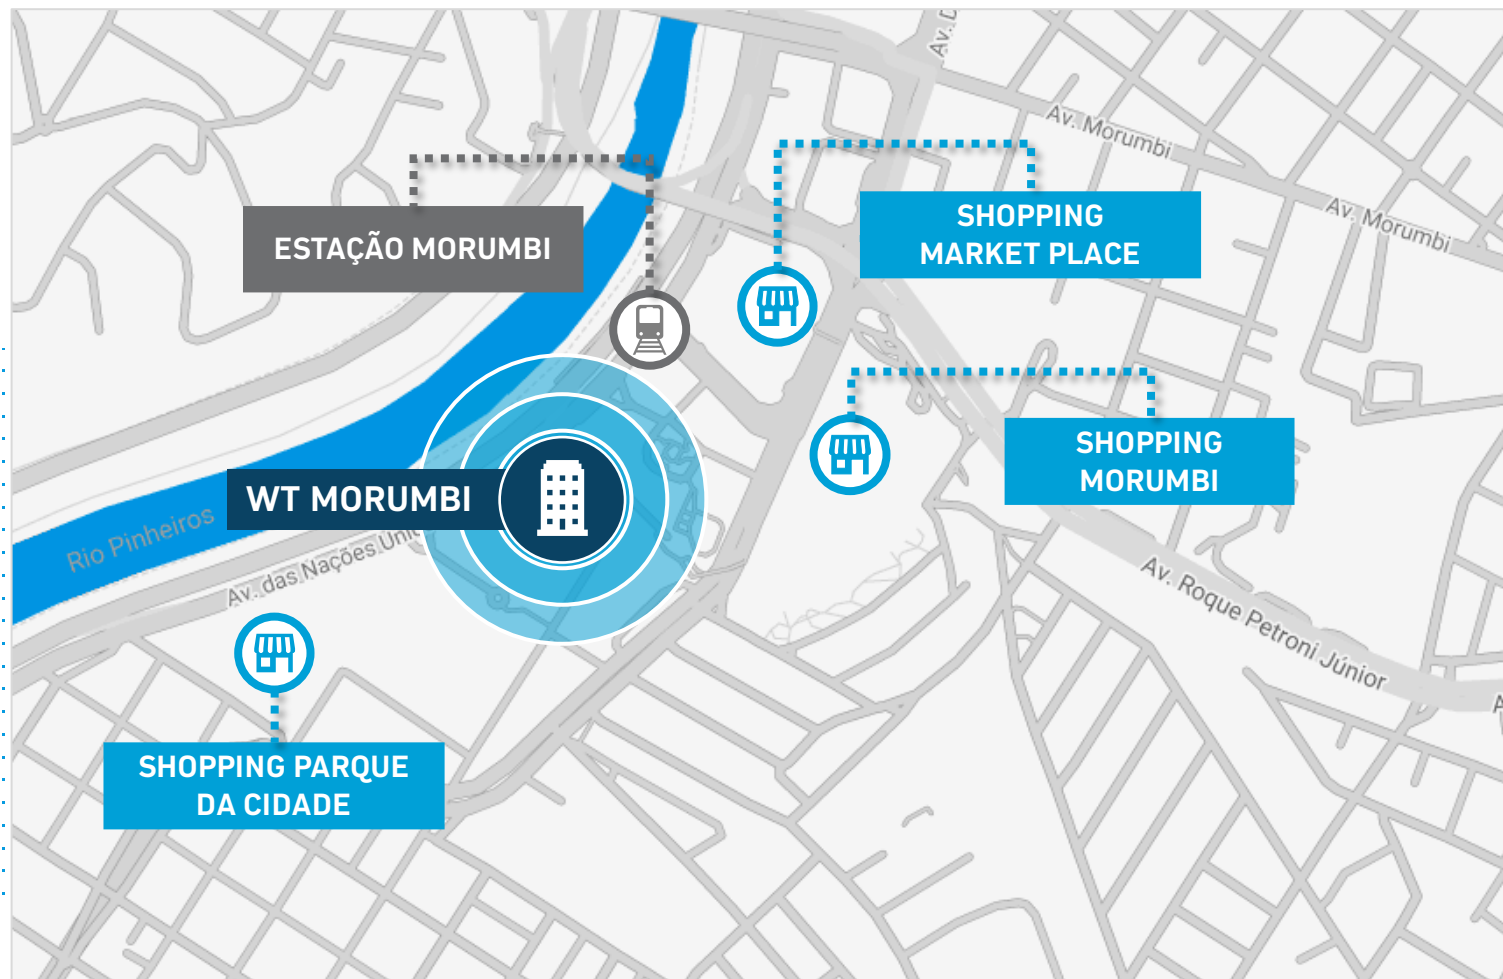 Av. D
Av. Morumbi
Av. Morumbi
ESTAÇÃO MORUMBI
SHOPPING
MARKET PLACE
SHOPPING
MORUMBI
WT MORUMBI
Rio Pinheiros
Av. das Nações Uni
Av. Roque Petroni Júnior
A
SHOPPING PARQUE
DA CIDADE